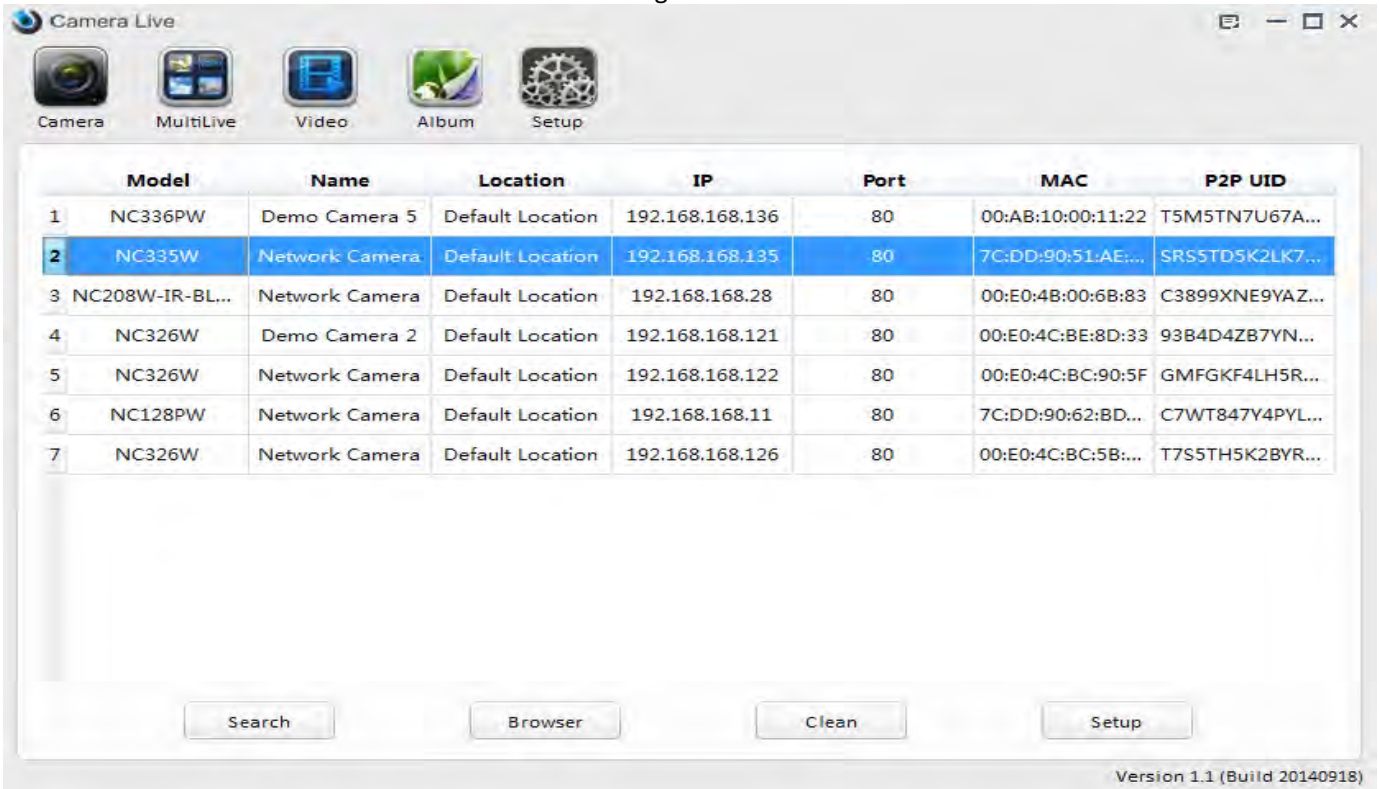 Camera Live
Camera MultiLive Video Album Setup
Model Name Location IP Port MAC P2P UID
1 NC336PW Demo Camera 5 Default Location 192.168.168.136 80 00:AB:10:00:11:22 T5M5TN7U67A...
2 NC335W Network Camera Default Location 192.168.168.135 80 7C:DD:90:51:AE:... SRS5TD5K2LK7...
3 NC208W-IR-BL... Network Camera Default Location 192.168.168.28 80 00:E0:4B:00:6B:83 C3899XNE9YAZ...
4 NC326W Demo Camera 2 Default Location 192.168.168.121 80 00:E0:4C:BE:8D:33 93B4D4ZB7YN...
5 NC326W Network Camera Default Location 192.168.168.122 80 00:E0:4C:BC:90:5F GMFGKF4LH5R...
6 NC128PW Network Camera Default Location 192.168.168.11 80 7C:DD:90:62:BD... C7WT847Y4PYL...
7 NC326W Network Camera Default Location 192.168.168.126 80 00:E0:4C:BC:5B:... T7S5TH5K2BYR...
Search Browser Clean Setup
Version 1.1 (Build 20140918)